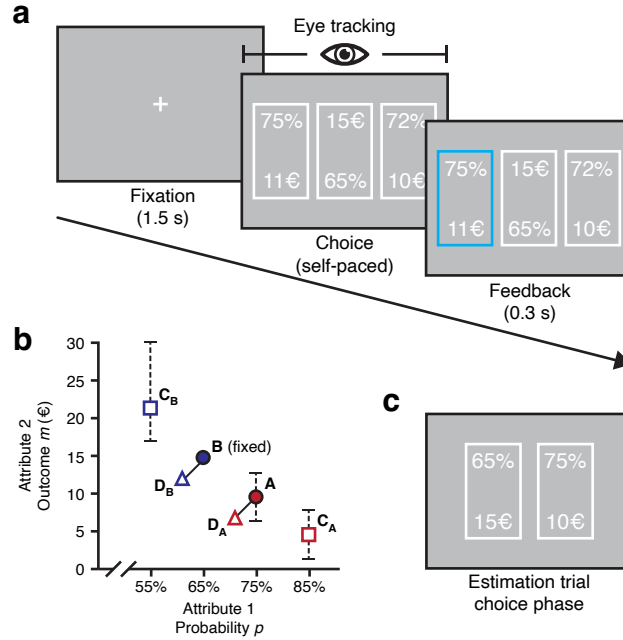 a
Eye tracking
+
75% 15€ 72%
11€ 65% 10€
75% 15€ 72%
11€ 65% 10€
Fixation
(1.5 s)
Choice
(self-paced)
Feedback
(0.3 s)
b
Attribute 2
Outcome m (€)
30
25
20
15
10
5
0
C_B
B (fixed)
D_B
A
D_A
C_A
55% 65% 75% 85%
Attribute 1
Probability p
c
65% 75%
15€ 10€
Estimation trial
choice phase